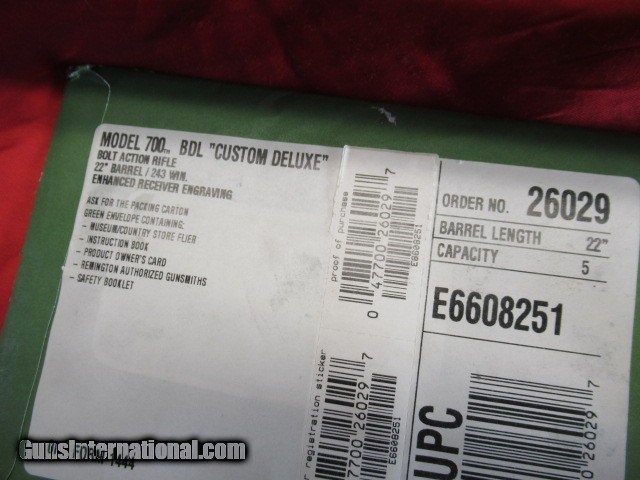 MODEL 700™ BDL "CUSTOM DELUXE"
BOLT ACTION RIFLE
22" BARREL / 243 WIN.
ENHANCED RECEIVER ENGRAVING
ASK FOR THE PACKING CARTON
GREEN ENVELOPE CONTAINING:
- MUSEUM/COUNTRY STORE FLIER
- INSTRUCTION BOOK
- PRODUCT OWNER'S CARD
- REMINGTON AUTHORIZED GUNSMITHS
- SAFETY BOOKLET
1444
proof of purchase
0 47700 26029 7
E6608251
registration sticker
47700 26029 7
E6608251
ORDER NO. 26029
BARREL LENGTH 22"
CAPACITY 5
E6608251
UPC
0 26029 7
GunsInternational.com